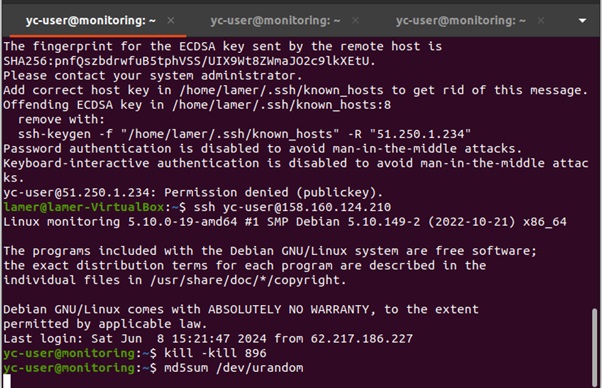 yc-user@monitoring: ~ × yc-user@monitoring: ~ × yc-user@monitoring: ~ ×
The fingerprint for the ECDSA key sent by the remote host is
SHA256:pnfQszbdrwfuB5tphVSS/UIX9Wt8ZWmaJO2c9lkXEtU.
Please contact your system administrator.
Add correct host key in /home/lamer/.ssh/known_hosts to get rid of this message.
Offending ECDSA key in /home/lamer/.ssh/known_hosts:8
  remove with:
  ssh-keygen -f "/home/lamer/.ssh/known_hosts" -R "51.250.1.234"
Password authentication is disabled to avoid man-in-the-middle attacks.
Keyboard-interactive authentication is disabled to avoid man-in-the-middle attac
ks.
yc-user@51.250.1.234: Permission denied (publickey).
lamer@lamer-VirtualBox:~$ ssh yc-user@158.160.124.210
Linux monitoring 5.10.0-19-amd64 #1 SMP Debian 5.10.149-2 (2022-10-21) x86_64

The programs included with the Debian GNU/Linux system are free software;
the exact distribution terms for each program are described in the
individual files in /usr/share/doc/*/copyright.

Debian GNU/Linux comes with ABSOLUTELY NO WARRANTY, to the extent
permitted by applicable law.
Last login: Sat Jun  8 15:21:47 2024 from 62.217.186.227
yc-user@monitoring:~$ kill -kill 896
yc-user@monitoring:~$ md5sum /dev/urandom